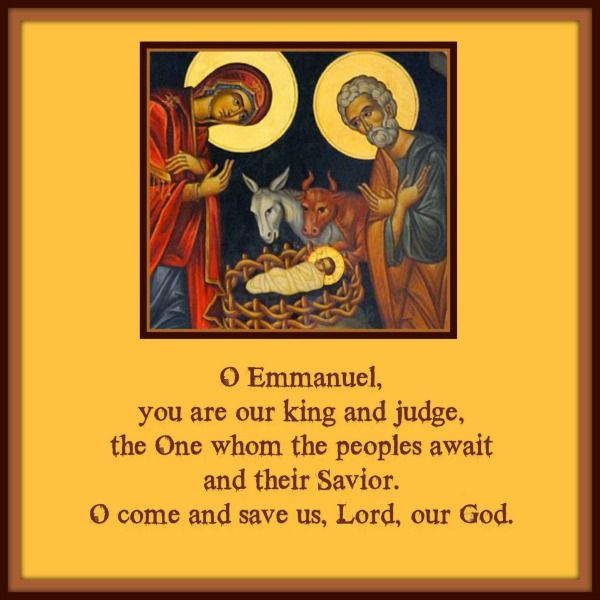 O Emmanuel,
you are our king and judge,
the One whom the peoples await
and their Savior.
O come and save us, Lord, our God.